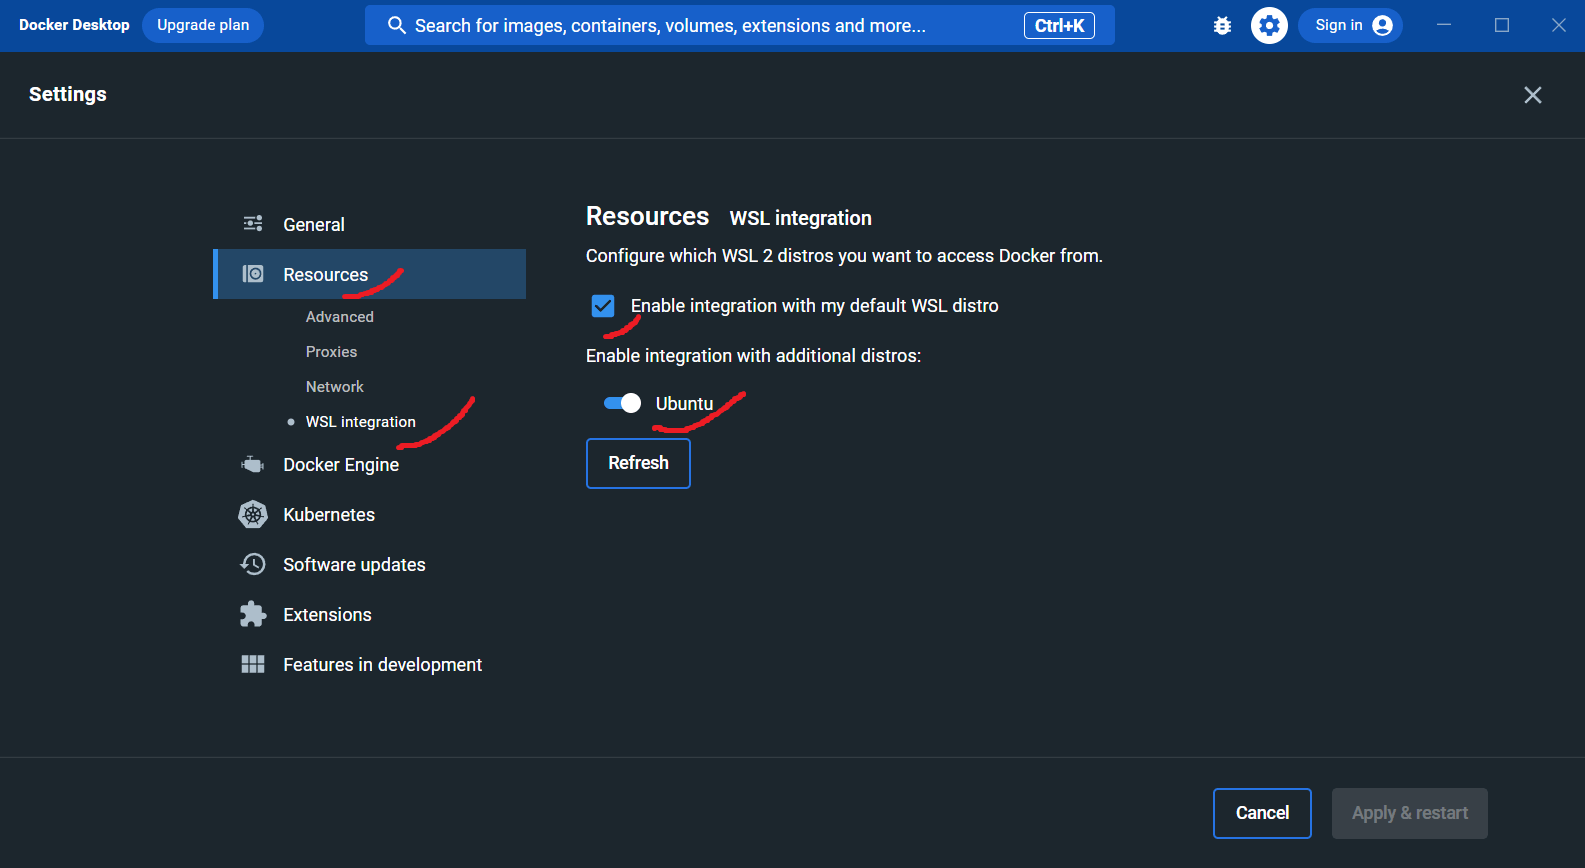 Docker Desktop Upgrade plan Search for images, containers, volumes, extensions and more... Ctrl+K Sign in
Settings
General
Resources
Advanced
Proxies
Network
WSL integration
Docker Engine
Kubernetes
Software updates
Extensions
Features in development
Resources WSL integration
Configure which WSL 2 distros you want to access Docker from.
Enable integration with my default WSL distro
Enable integration with additional distros:
Ubuntu
Refresh
Cancel Apply & restart